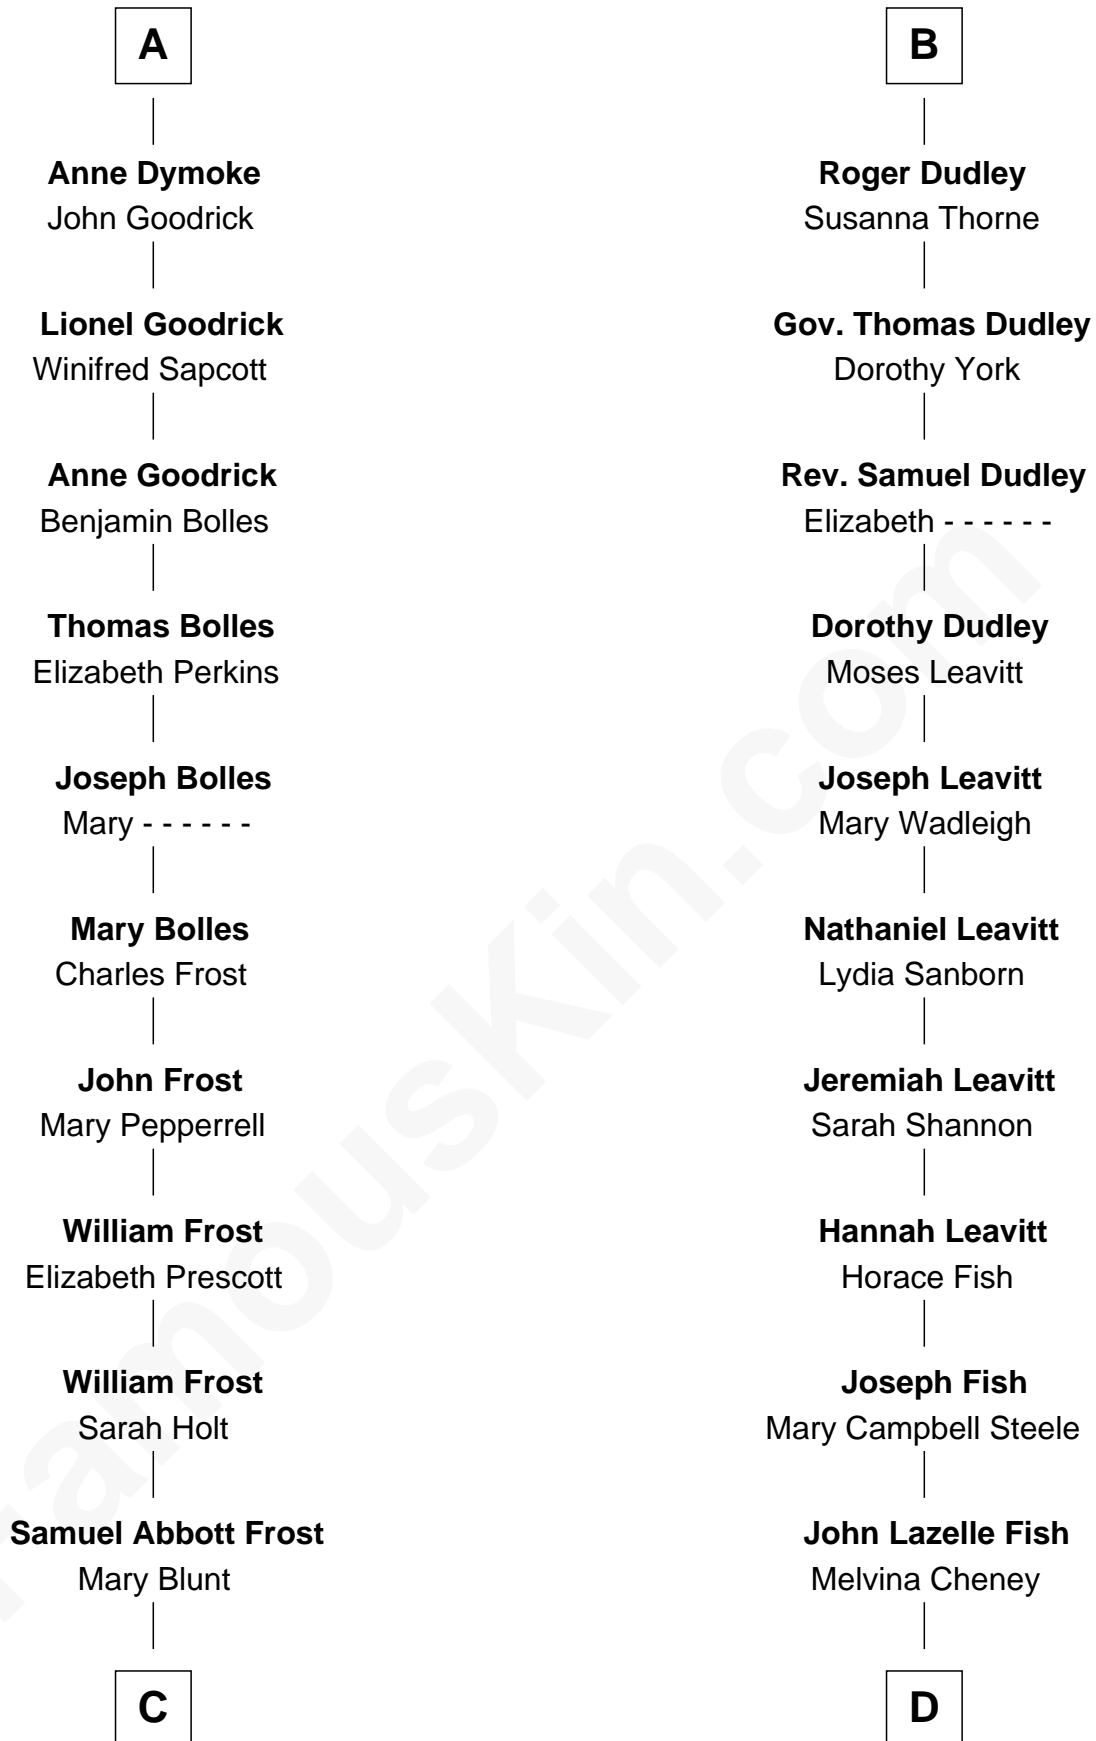 A
Anne Dymoke
John Goodrick
Lionel Goodrick
Winifred Sapcott
Anne Goodrick
Benjamin Bolles
Thomas Bolles
Elizabeth Perkins
Joseph Bolles
Mary - - - - - -
Mary Bolles
Charles Frost
John Frost
Mary Pepperrell
William Frost
Elizabeth Prescott
William Frost
Sarah Holt
Samuel Abbott Frost
Mary Blunt
C
B
Roger Dudley
Susanna Thorne
Gov. Thomas Dudley
Dorothy York
Rev. Samuel Dudley
Elizabeth - - - - - -
Dorothy Dudley
Moses Leavitt
Joseph Leavitt
Mary Wadleigh
Nathaniel Leavitt
Lydia Sanborn
Jeremiah Leavitt
Sarah Shannon
Hannah Leavitt
Horace Fish
Joseph Fish
Mary Campbell Steele
John Lazelle Fish
Melvina Cheney
D
FamousKin.com